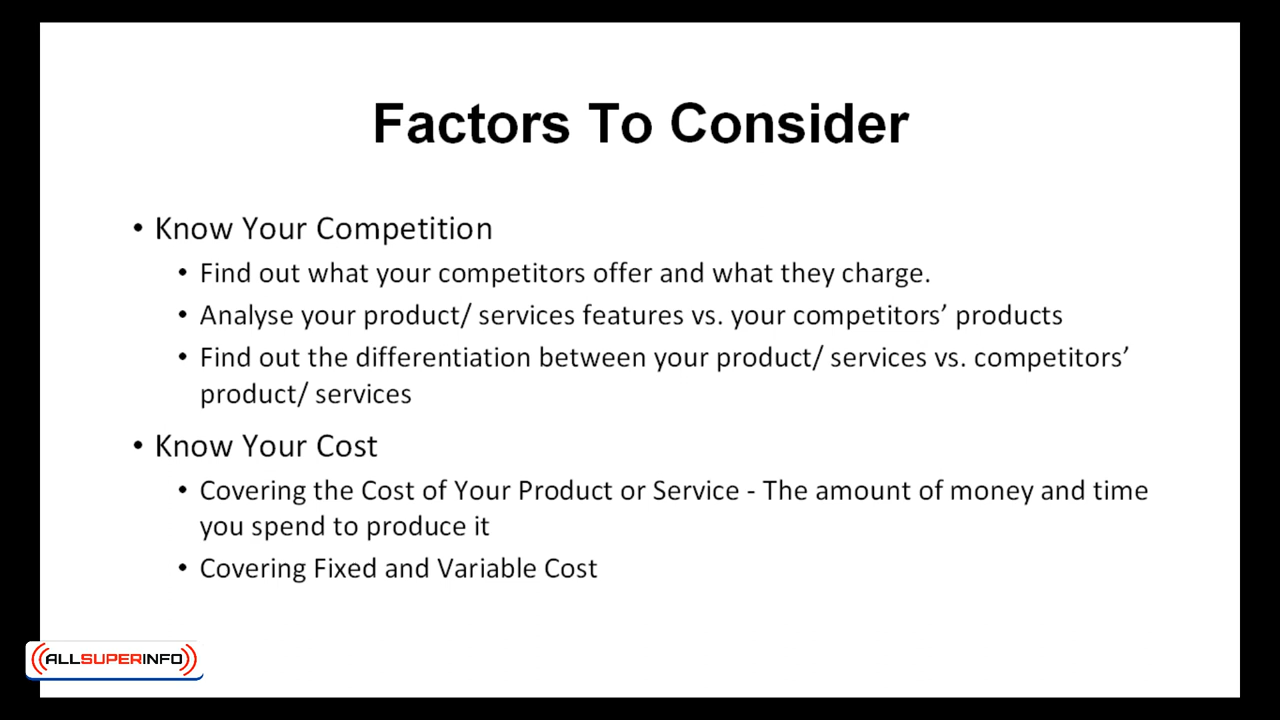 Factors To Consider
• Know Your Competition
• Find out what your competitors offer and what they charge.
• Analyse your product/ services features vs. your competitors’ products
• Find out the differentiation between your product/ services vs. competitors’
product/ services
• Know Your Cost
• Covering the Cost of Your Product or Service - The amount of money and time
you spend to produce it
• Covering Fixed and Variable Cost
ALLSUPERINFO